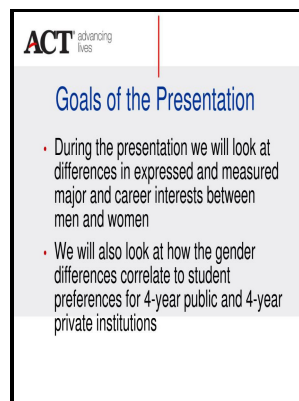 ACT advancing
lives
Goals of the Presentation
• During the presentation we will look at
differences in expressed and measured
major and career interests between
men and women
• We will also look at how the gender
differences correlate to student
preferences for 4-year public and 4-year
private institutions